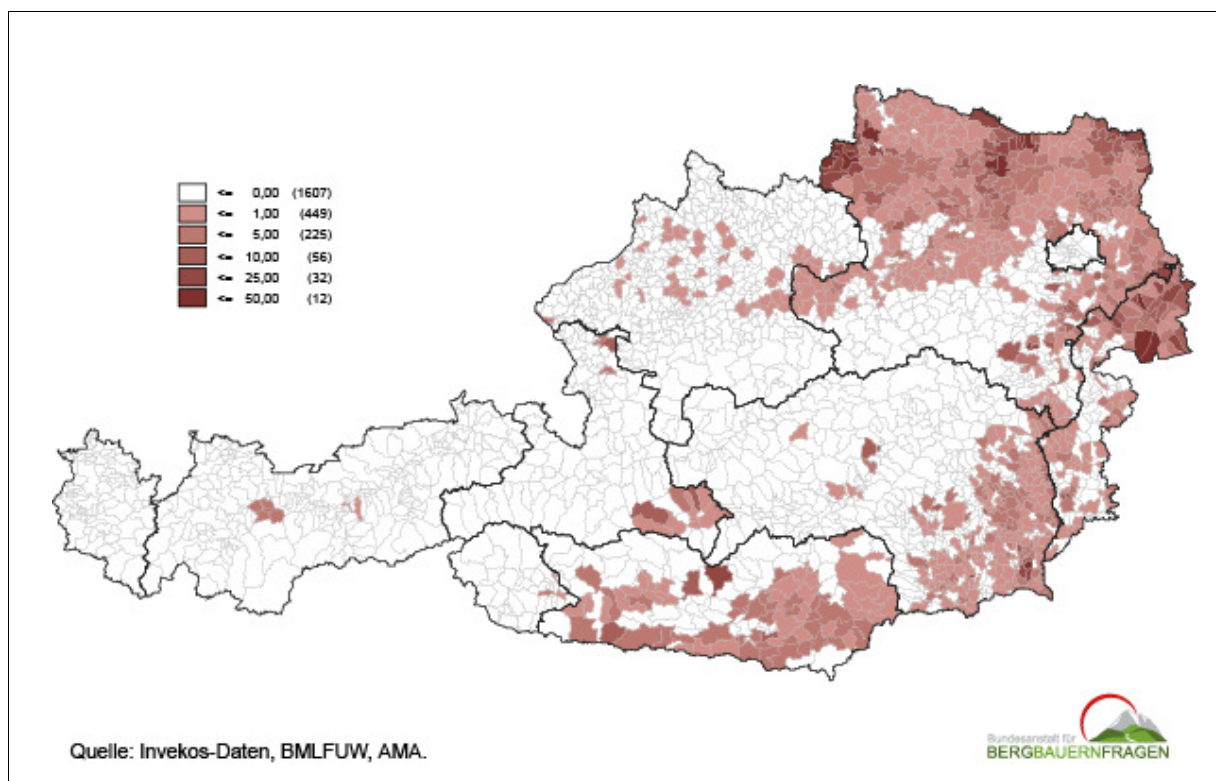 <= 0,00 (1607)
<= 1,00 (449)
<= 5,00 (225)
<= 10,00 (56)
<= 25,00 (32)
<= 50,00 (12)
Quelle: Invekos-Daten, BMLFUW, AMA.
Bundesanstalt für
BERGBAUERNFRAGEN